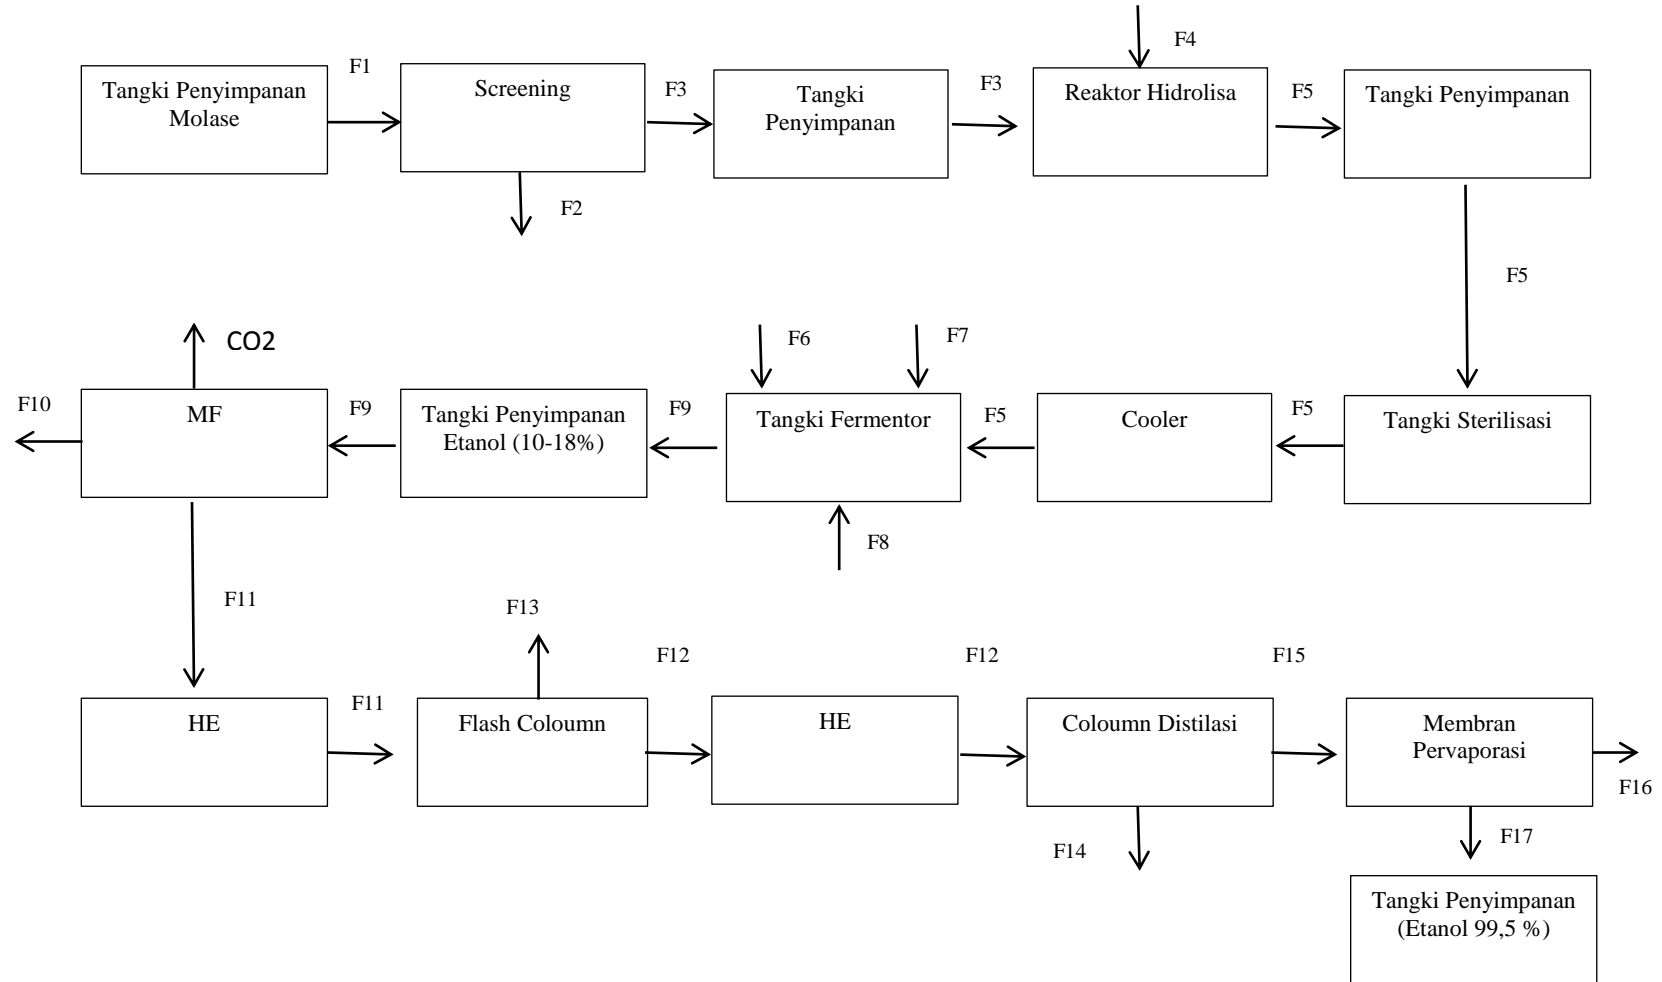 F4
F1
F3
F3
F5
Tangki Penyimpanan
Molase
Screening
Tangki
Penyimpanan
Reaktor Hidrolisa
Tangki Penyimpanan
F2
F5
CO2
F6
F7
F10
MF
F9
Tangki Penyimpanan
Etanol (10-18%)
F9
Tangki Fermentor
F5
Cooler
F5
Tangki Sterilisasi
F8
F11
F13
F12
F12
F15
HE
F11
Flash Coloumn
HE
Coloumn Distilasi
Membran
Pervaporasi
F16
F14
F17
Tangki Penyimpanan
(Etanol 99,5 %)